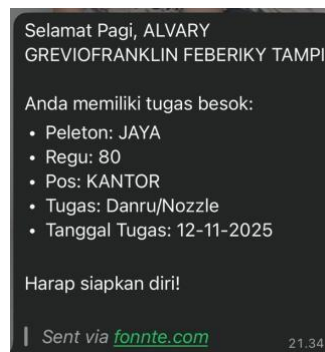 Selamat Pagi, ALVARY
GREVIOFRANKLIN FEBERIKY TAMPI
Anda memiliki tugas besok:
• Peleton: JAYA
• Regu: 80
• Pos: KANTOR
• Tugas: Danru/Nozzle
• Tanggal Tugas: 12-11-2025
Harap siapkan diri!
Sent via fonnte.com
21.34